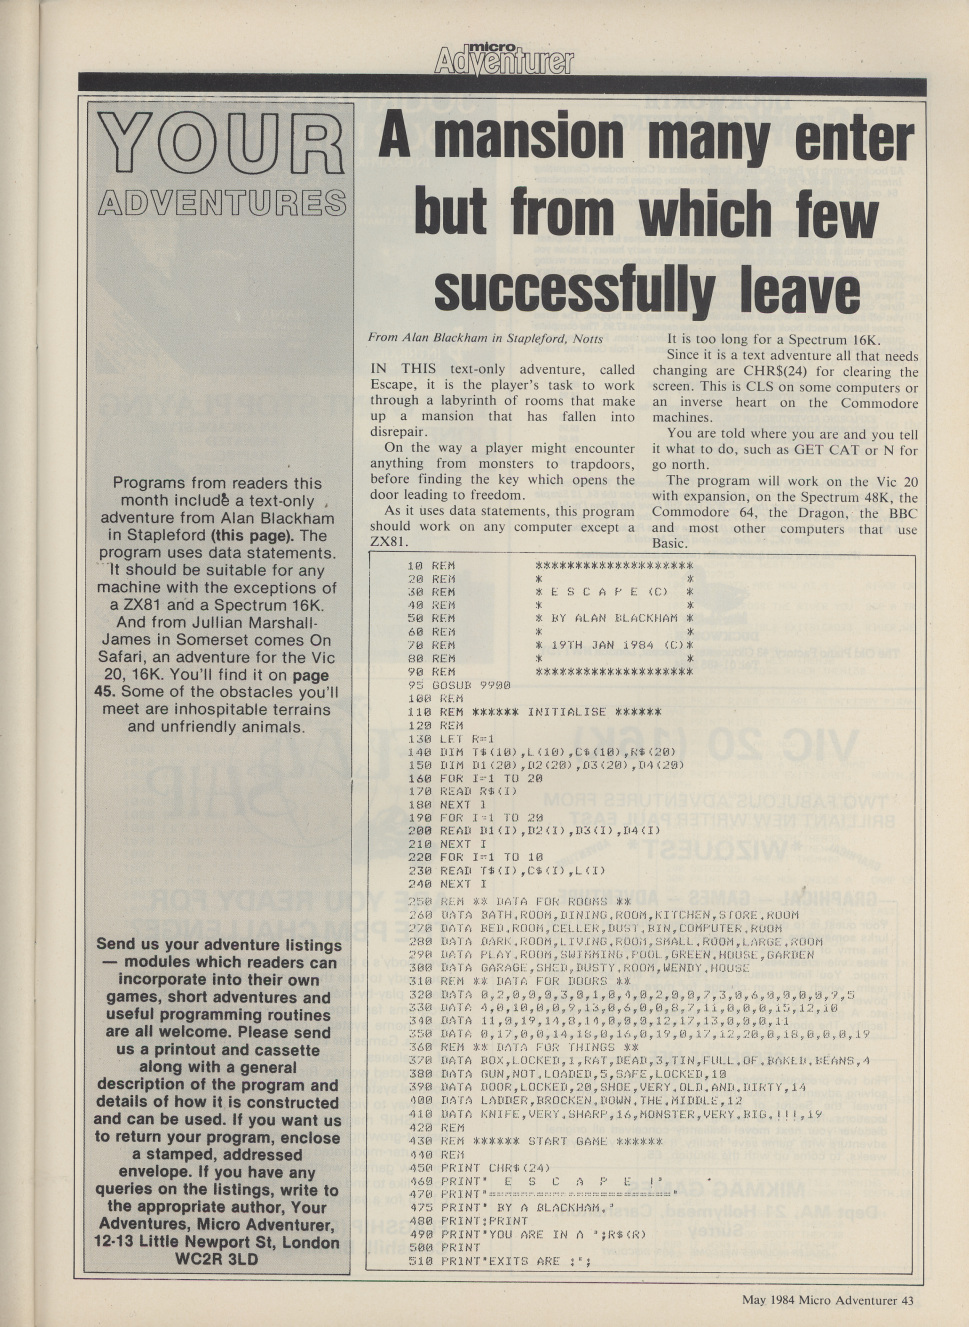 micro
Adventurer
YOUR
ADVENTURES
Programs from readers this
month include a text-only
adventure from Alan Blackham
in Stapleford (this page). The
program uses data statements.
It should be suitable for any
machine with the exceptions of
a ZX81 and a Spectrum 16K.
And from Jullian Marshall-
James in Somerset comes On
Safari, an adventure for the Vic
20, 16K. You'll find it on page
45. Some of the obstacles you'll
meet are inhospitable terrains
and unfriendly animals.
Send us your adventure listings
— modules which readers can
incorporate into their own
games, short adventures and
useful programming routines
are all welcome. Please send
us a printout and cassette
along with a general
description of the program and
details of how it is constructed
and can be used. If you want us
to return your program, enclose
a stamped, addressed
envelope. If you have any
queries on the listings, write to
the appropriate author, Your
Adventures, Micro Adventurer,
12-13 Little Newport St, London
WC2R 3LD
A mansion many enter
but from which few
successfully leave
From Alan Blackham in Stapleford, Notts
IN THIS text-only adventure, called
Escape, it is the player's task to work
through a labyrinth of rooms that make
up a mansion that has fallen into
disrepair.
On the way a player might encounter
anything from monsters to trapdoors,
before finding the key which opens the
door leading to freedom.
As it uses data statements, this program
should work on any computer except a
ZX81.
It is too long for a Spectrum 16K.
Since it is a text adventure all that needs
changing are CHR$(24) for clearing the
screen. This is CLS on some computers or
an inverse heart on the Commodore
machines.
You are told where you are and you tell
it what to do, such as GET CAT or N for
go north.
The program will work on the Vic 20
with expansion, on the Spectrum 48K, the
Commodore 64, the Dragon, the BBC
and most other computers that use
Basic.
10 REM ********************
20 REM * *
30 REM * E S C A P E (C) *
40 REM * *
50 REM * BY ALAN BLACKHAM *
60 REM * *
70 REM * 19TH JAN 1984 (C)*
80 REM * *
90 REM ********************
95 GOSUB 9900
100 REM
110 REM ****** INITIALISE ******
120 REM
130 LET R=1
140 DIM T$(10),L(10),C$(10),R$(20)
150 DIM D1(20),D2(20),D3(20),D4(20)
160 FOR I=1 TO 20
170 READ R$(I)
180 NEXT I
190 FOR I=1 TO 20
200 READ D1(I),D2(I),D3(I),D4(I)
210 NEXT I
220 FOR I=1 TO 10
230 READ T$(I),C$(I),L(I)
240 NEXT I
250 REM ** DATA FOR ROOMS **
260 DATA BATH.ROOM,DINING.ROOM,KITCHEN,STORE.ROOM
270 DATA BED.ROOM,CELLER,DUST.BIN,COMPUTER.ROOM
280 DATA DARK.ROOM,LIVING.ROOM,SMALL.ROOM,LARGE.ROOM
290 DATA PLAY.ROOM,SWIMMING.POOL,GREEN.HOUSE,GARDEN
300 DATA GARAGE,SHED,DUSTY.ROOM,WENDY.HOUSE
310 REM ** DATA FOR DOORS **
320 DATA 0,2,0,0,0,3,0,1,0,4,0,2,0,0,7,3,0,6,0,0,0,0,9,5
330 DATA 4,0,10,0,0,9,13,0,6,0,0,8,7,11,0,0,0,15,12,10
340 DATA 11,0,19,14,8,14,0,0,0,12,17,13,0,0,0,11
350 DATA 0,17,0,0,14,18,0,16,0,19,0,17,12,20,0,18,0,0,0,19
360 REM ** DATA FOR THINGS **
370 DATA BOX,LOCKED,1,RAT,DEAD,3,TIN,FULL.OF.BAKED.BEANS,4
380 DATA GUN,NOT.LOADED,5,SAFE,LOCKED,10
390 DATA DOOR,LOCKED,20,SHOE,VERY.OLD.AND.DIRTY,14
400 DATA LADDER,BROCKEN.DOWN.THE.MIDDLE,12
410 DATA KNIFE,VERY.SHARP,16,MONSTER,VERY.BIG.!!!,19
420 REM
430 REM ****** START GAME ******
440 REM
450 PRINT CHR$(24)
460 PRINT" E S C A P E !"
470 PRINT"====================="
475 PRINT" BY A BLACKHAM."
480 PRINT:PRINT
490 PRINT"YOU ARE IN A ";R$(R)
500 PRINT
510 PRINT"EXITS ARE :";
May 1984 Micro Adventurer 43